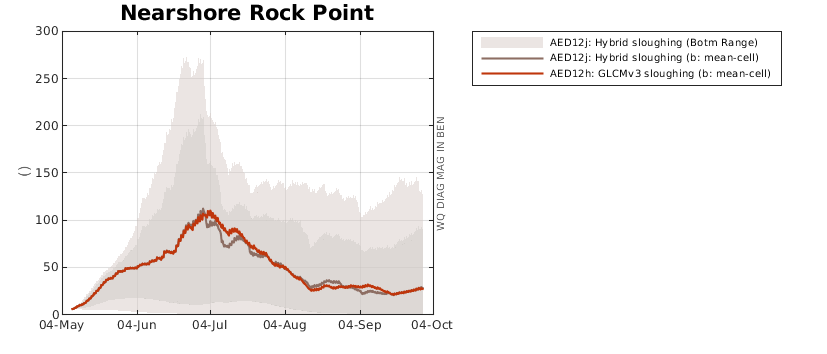 Nearshore Rock Point
300
250
200
150
100
50
0
()
04-May
04-Jun
04-Jul
04-Aug
04-Sep
04-Oct
WQ DIAG MAG IN BEN
AED12j: Hybrid sloughing (Botm Range)
AED12j: Hybrid sloughing (b: mean-cell)
AED12h: GLCMv3 sloughing (b: mean-cell)